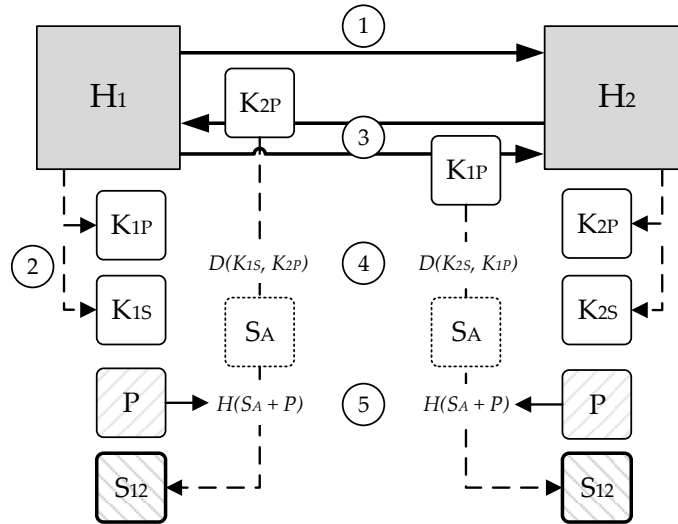 1
H1
K2P
H2
3
K1P
K1P
K2P
2
D(K1S, K2P)
4
D(K2S, K1P)
K1S
SA
SA
K2S
P
H(SA + P)
5
H(SA + P)
P
S12
S12